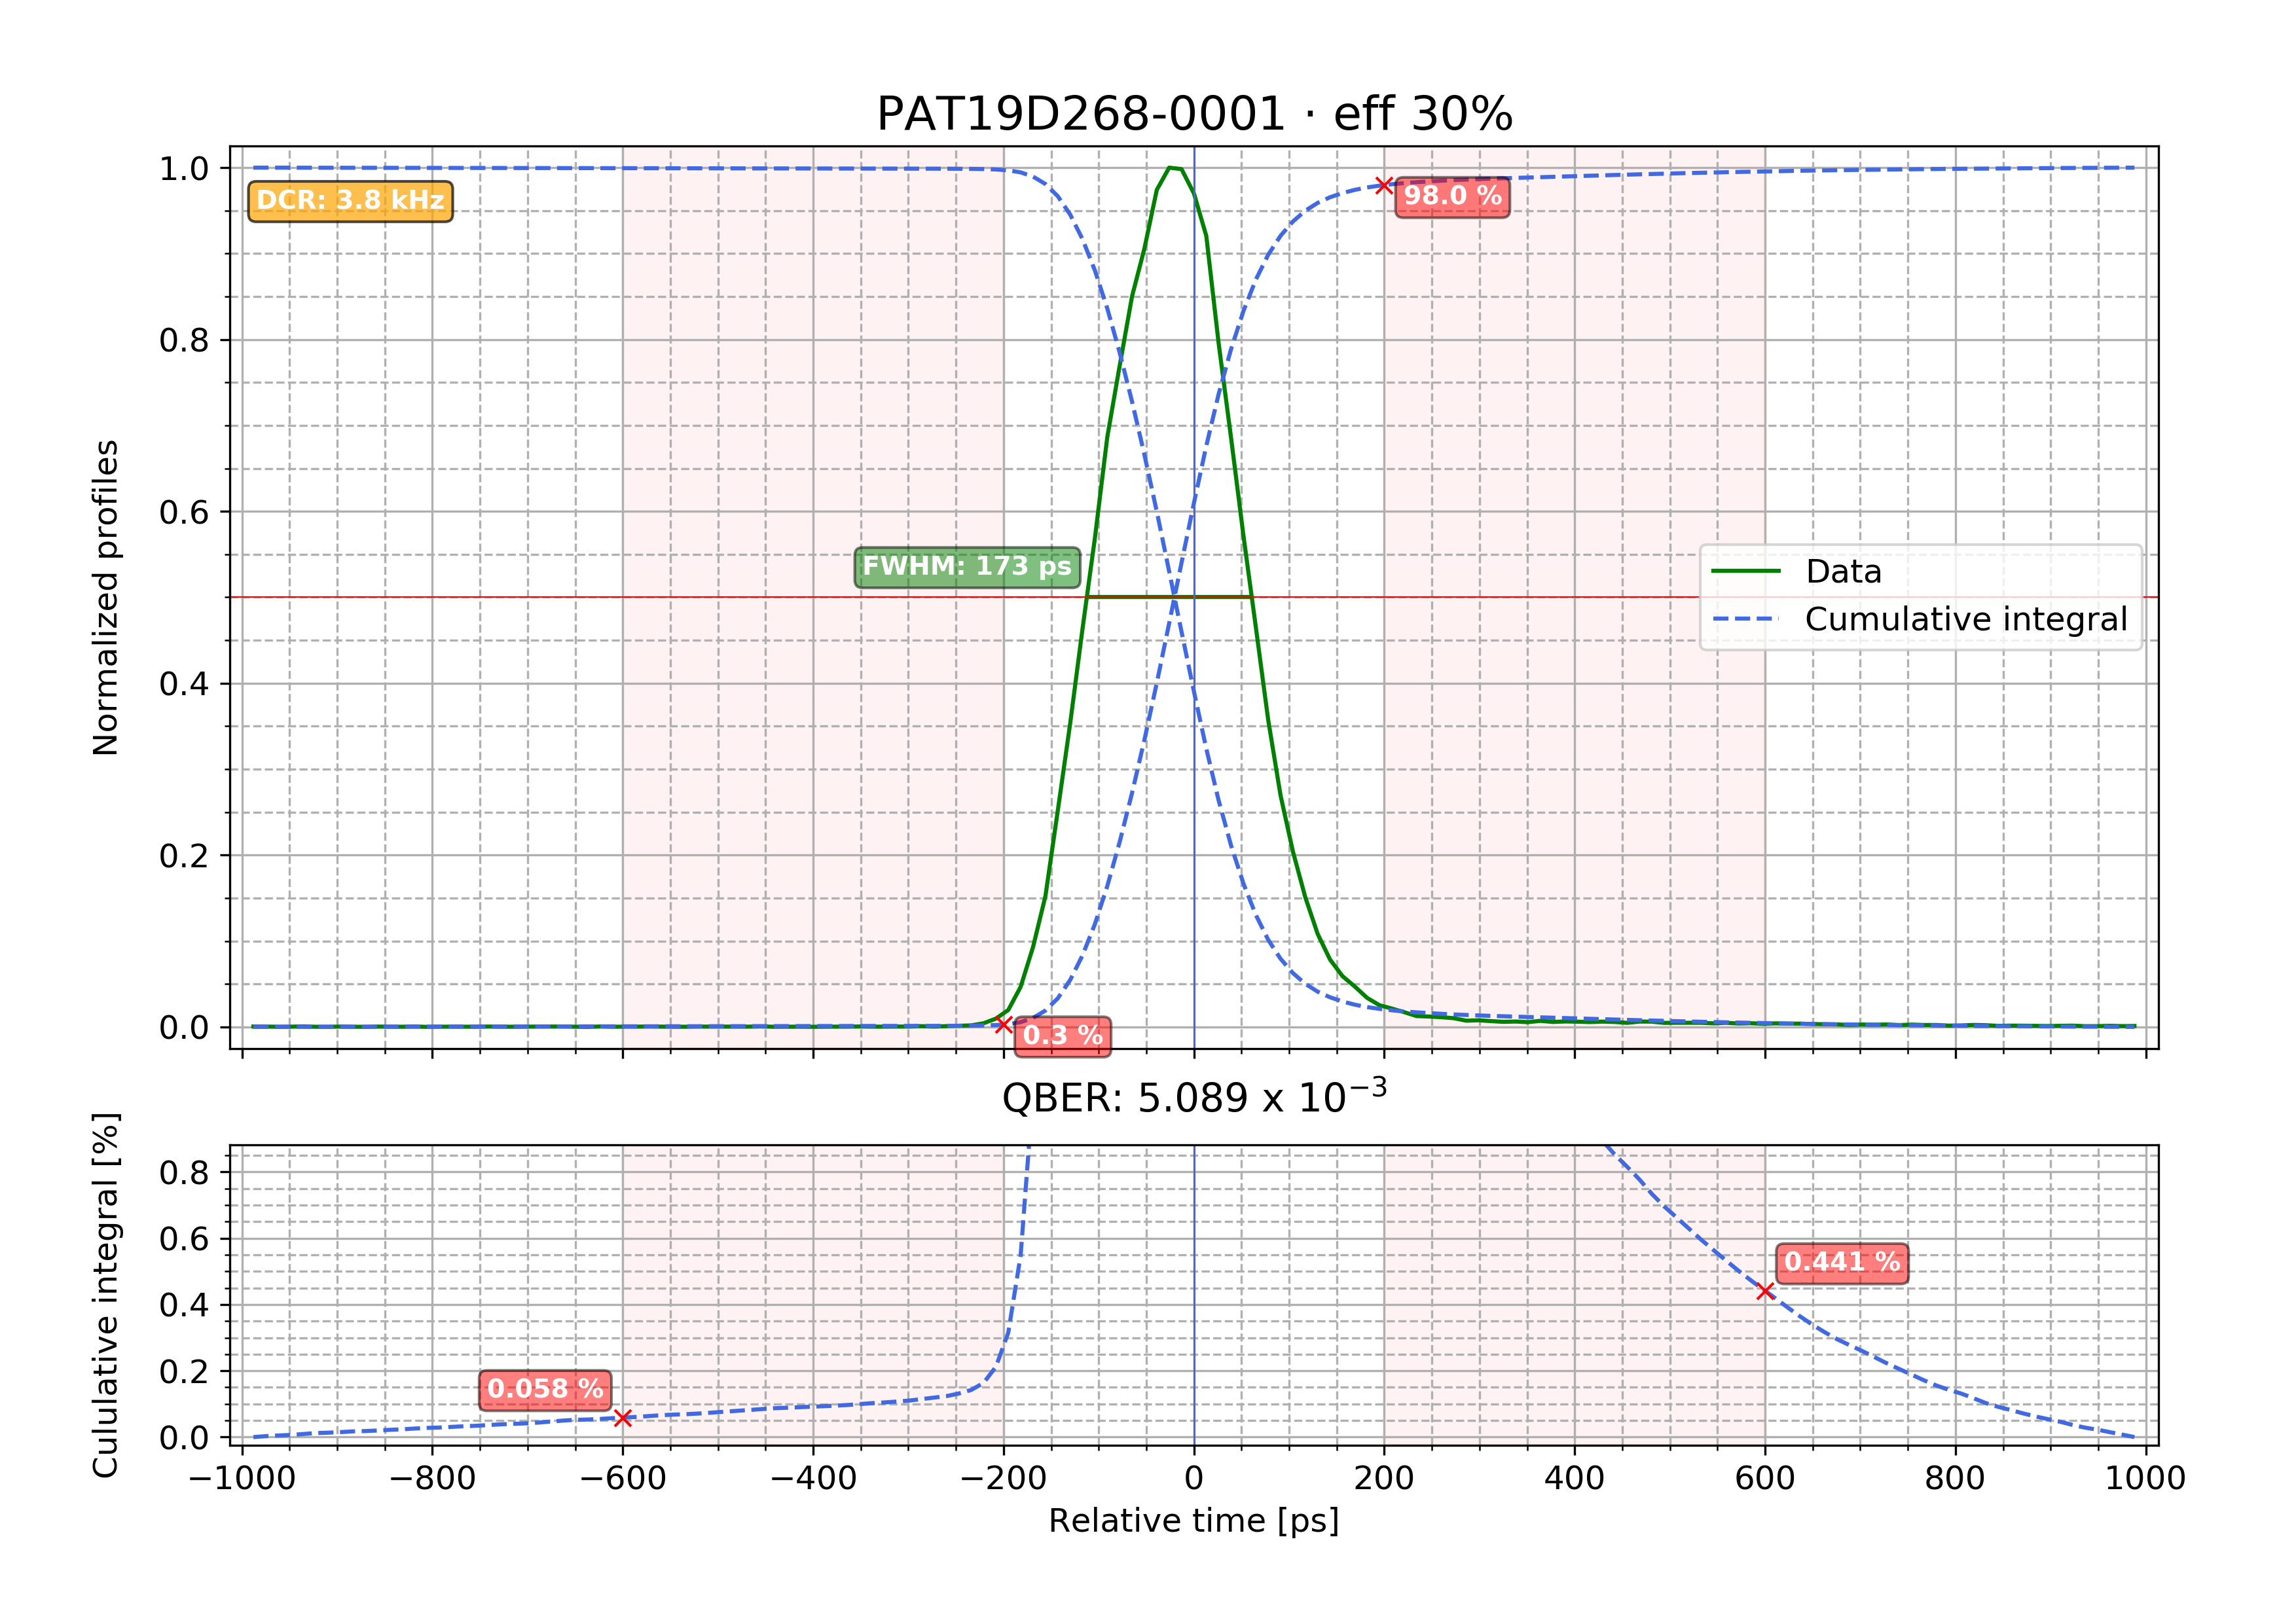 PAT19D268-0001 · eff 30%
1.0
0.8
0.6
0.4
0.2
0.0
Normalized profiles
DCR: 3.8 kHz
98.0 %
FWHM: 173 ps
Data
Cumulative integral
0.3 %
QBER: 5.089 x 10⁻³
0.8
0.6
0.4
0.2
0.0
Cululative integral [%]
0.441 %
0.058 %
−1000 −800 −600 −400 −200 0 200 400 600 800 1000
Relative time [ps]